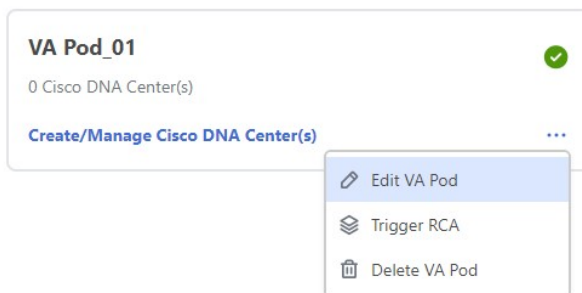 VA Pod_01
0 Cisco DNA Center(s)
Create/Manage Cisco DNA Center(s)
Edit VA Pod
Trigger RCA
Delete VA Pod